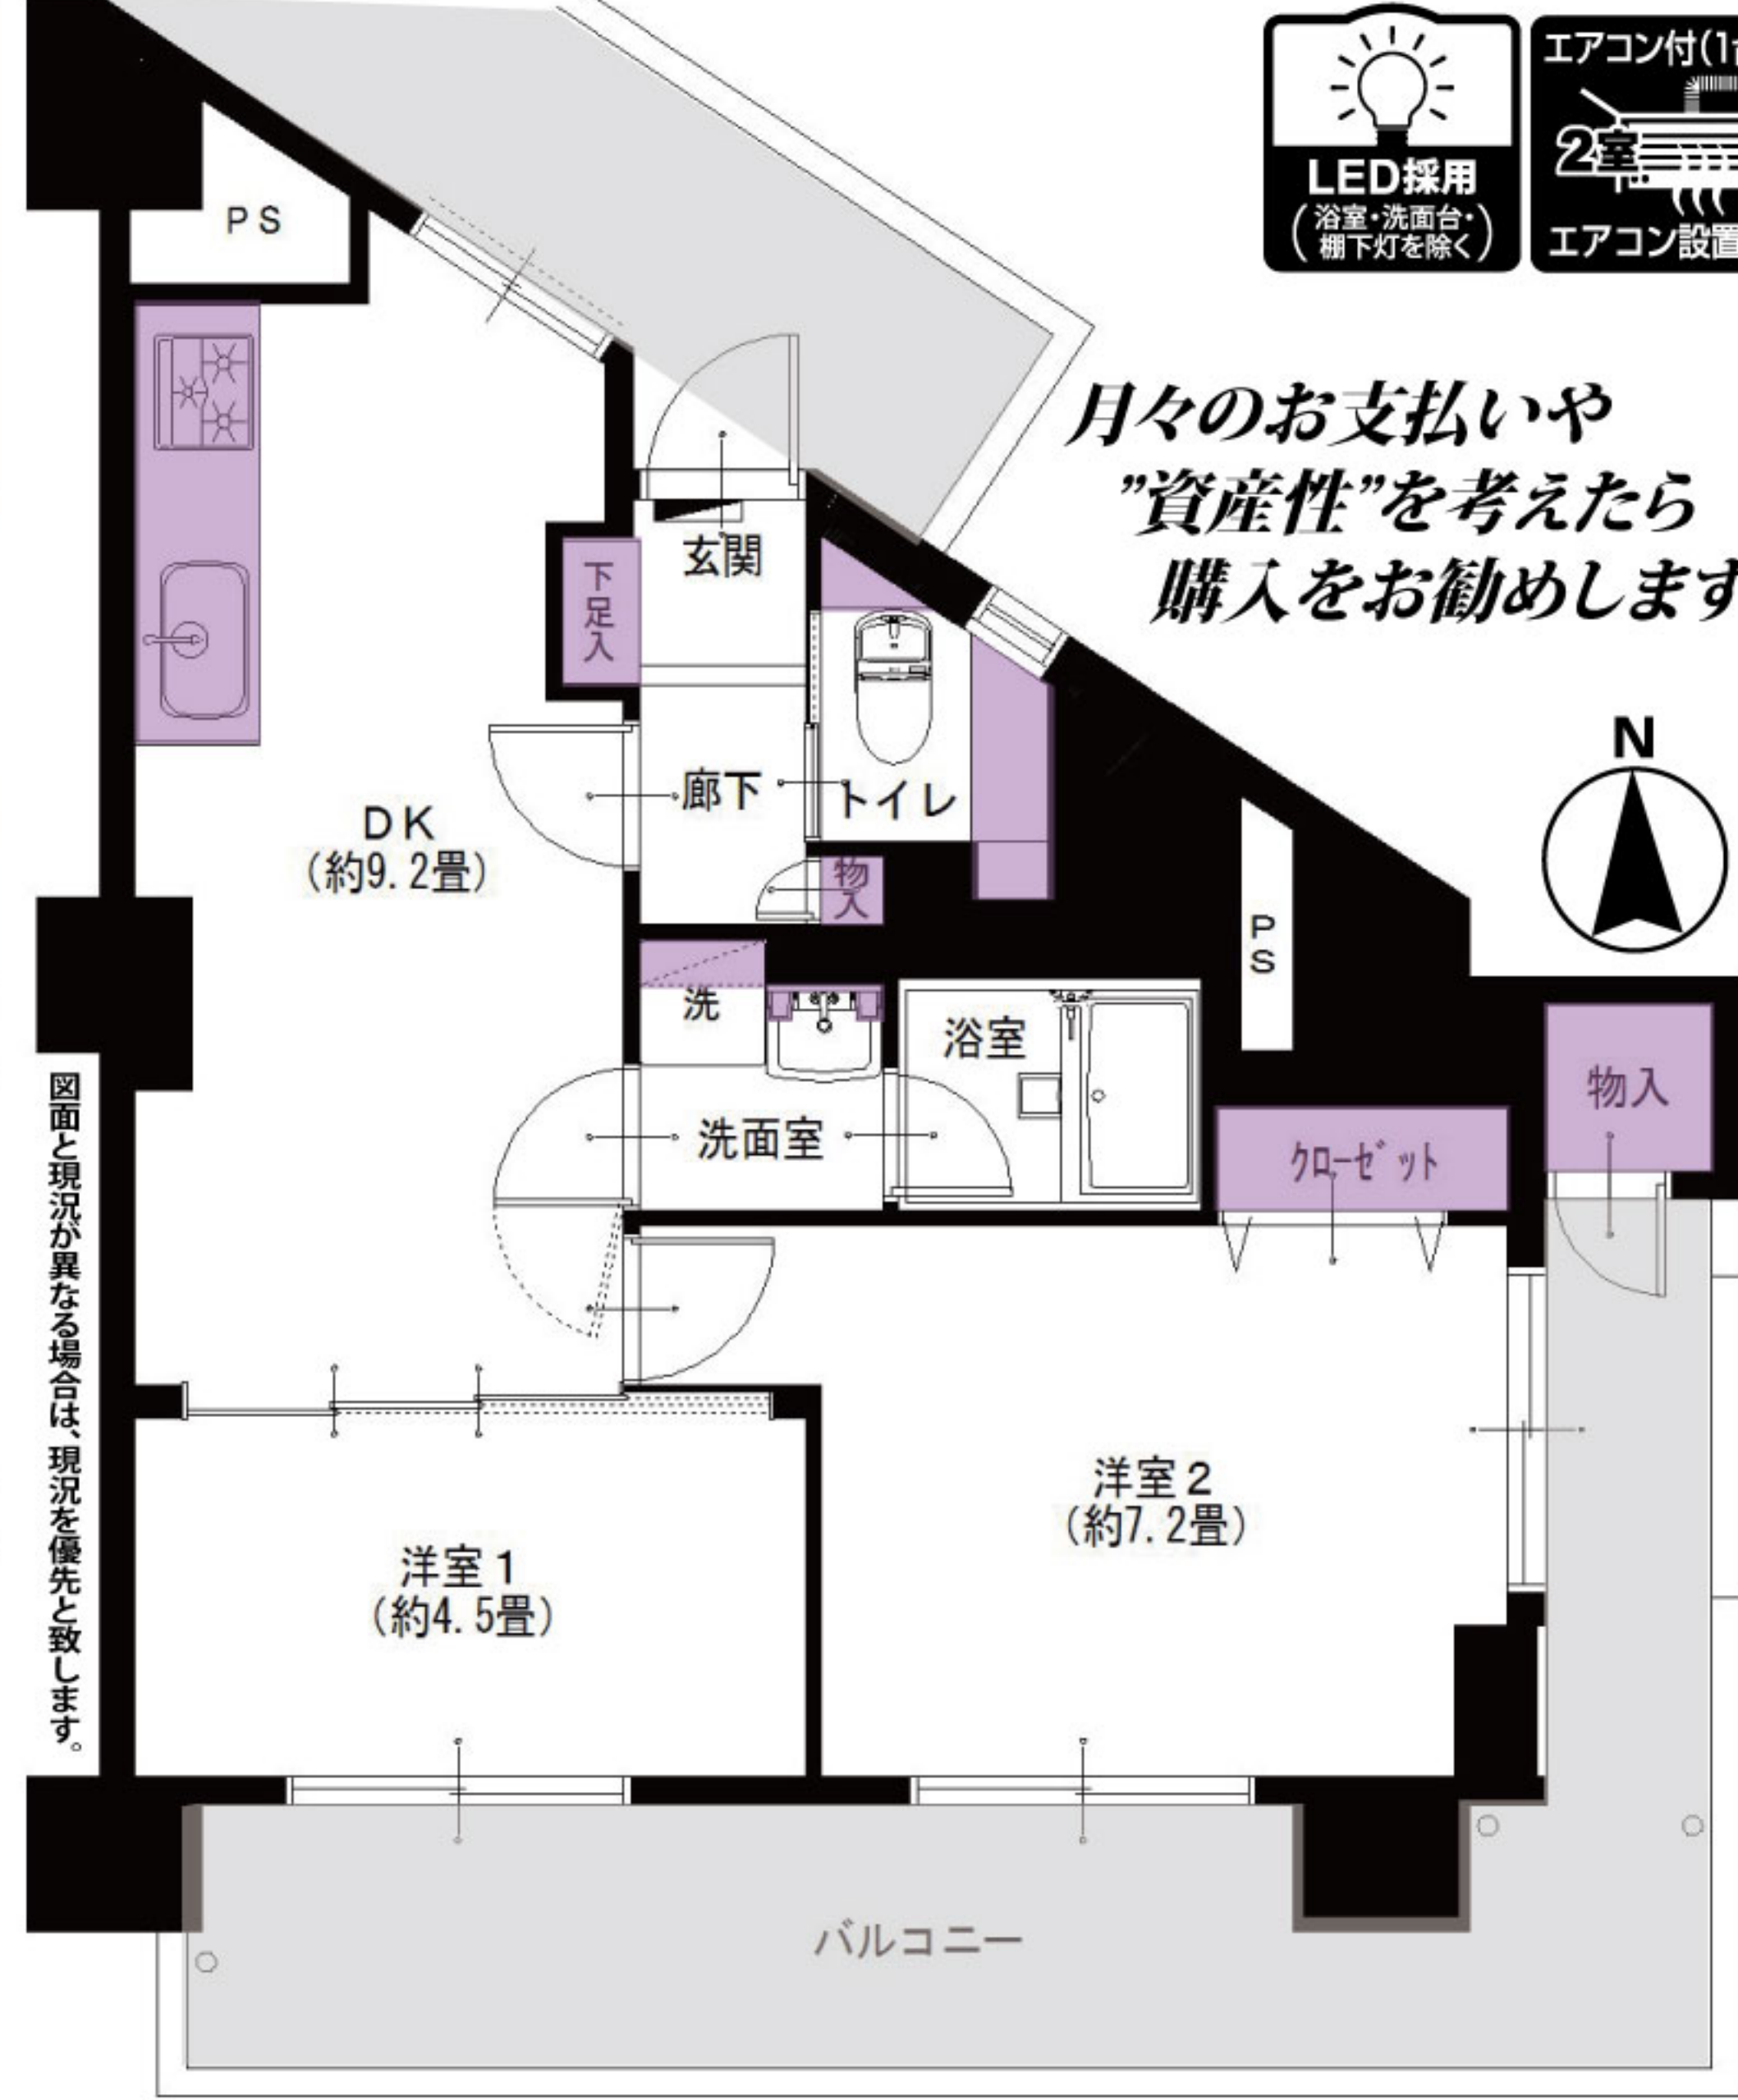 LED採用
(浴室・洗面台・
棚下灯を除く)
エアコン付(1
2室
エアコン設置
月々のお支払いや
”資産性”を考えたら
購入をお勧めします
N
PS
下足入
玄関
廊下
トイレ
物入
DK
(約9.2畳)
PS
洗
洗面室
浴室
クローゼット
物入
洋室1
(約4.5畳)
洋室2
(約7.2畳)
バルコニー
図面と現況が異なる場合は、現況を優先と致します。